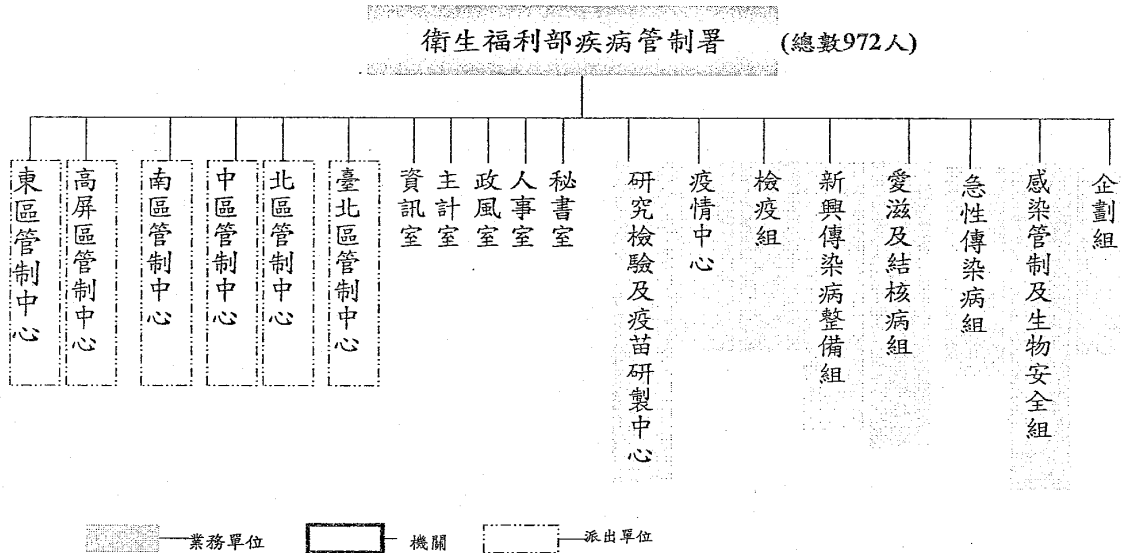 衛生福利部疾病管制署 (總數972人)
東區管制中心
高屏區管制中心
南區管制中心
中區管制中心
北區管制中心
臺北區管制中心
資訊室
主計室
政風室
人事室
秘書室
研究檢驗及疫苗研製中心
疫情中心
檢疫組
新興傳染病整備組
愛滋及結核病組
急性傳染病組
感染管制及生物安全組
企劃組
業務單位
機關
派出單位